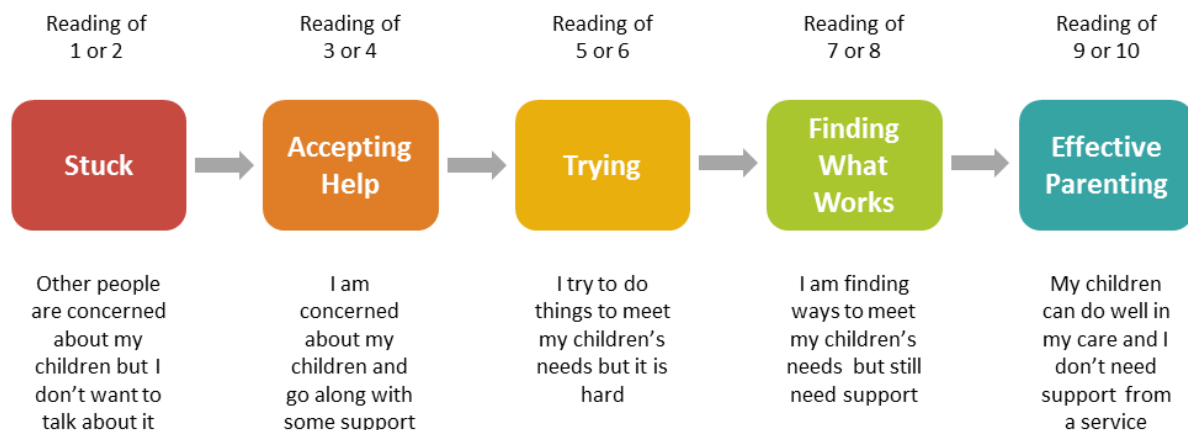 Reading of
1 or 2
Reading of
3 or 4
Reading of
5 or 6
Reading of
7 or 8
Reading of
9 or 10
Stuck
Accepting
Help
Trying
Finding
What
Works
Effective
Parenting
Other people
are concerned
about my
children but I
don't want to
talk about it
I am
concerned
about my
children and
go along with
some support
I try to do
things to meet
my children's
needs but it is
hard
I am finding
ways to meet
my children's
needs but still
need support
My children
can do well in
my care and I
don't need
support from
a service